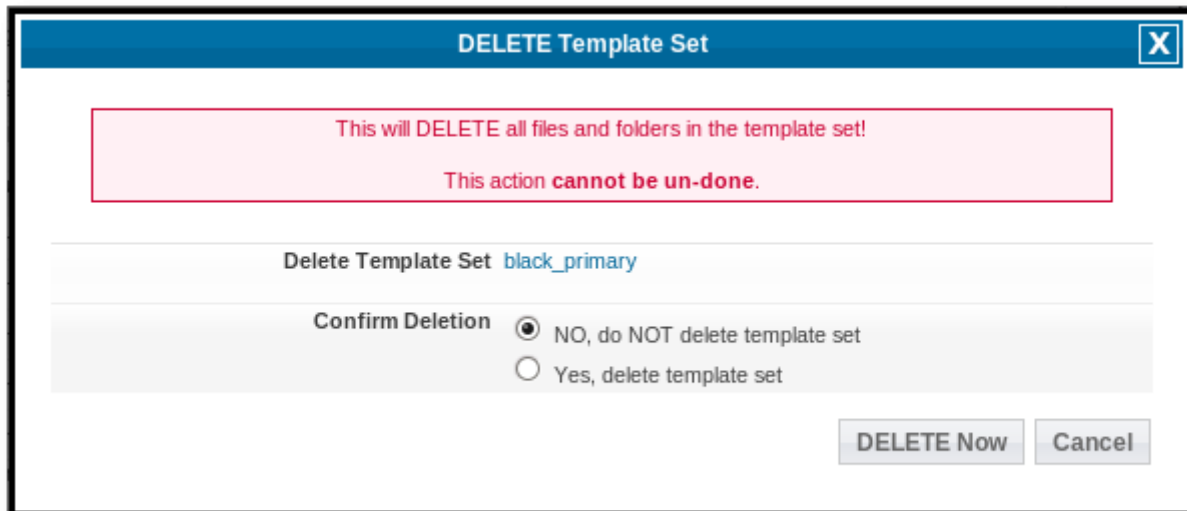 DELETE Template Set X
This will DELETE all files and folders in the template set!
This action cannot be un-done.
Delete Template Set black_primary
Confirm Deletion NO, do NOT delete template set
Yes, delete template set
DELETE Now Cancel